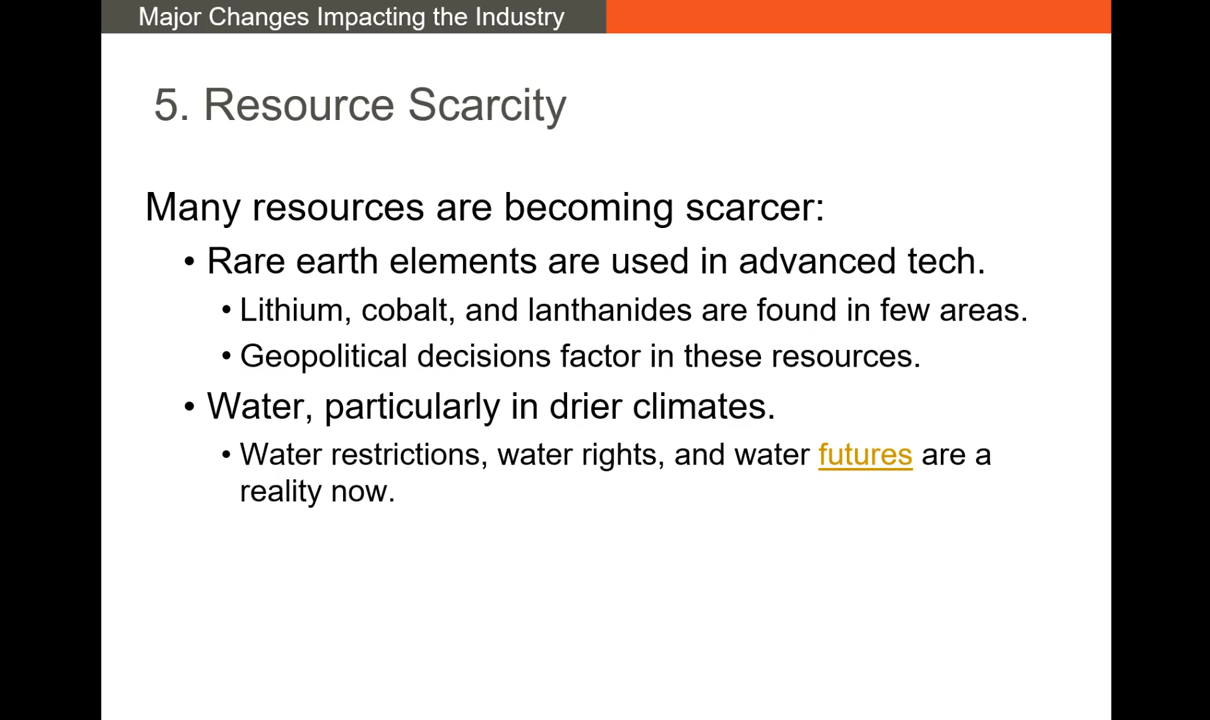 Major Changes Impacting the Industry
5. Resource Scarcity
Many resources are becoming scarcer:
• Rare earth elements are used in advanced tech.
• Lithium, cobalt, and lanthanides are found in few areas.
• Geopolitical decisions factor in these resources.
• Water, particularly in drier climates.
• Water restrictions, water rights, and water futures are a
reality now.